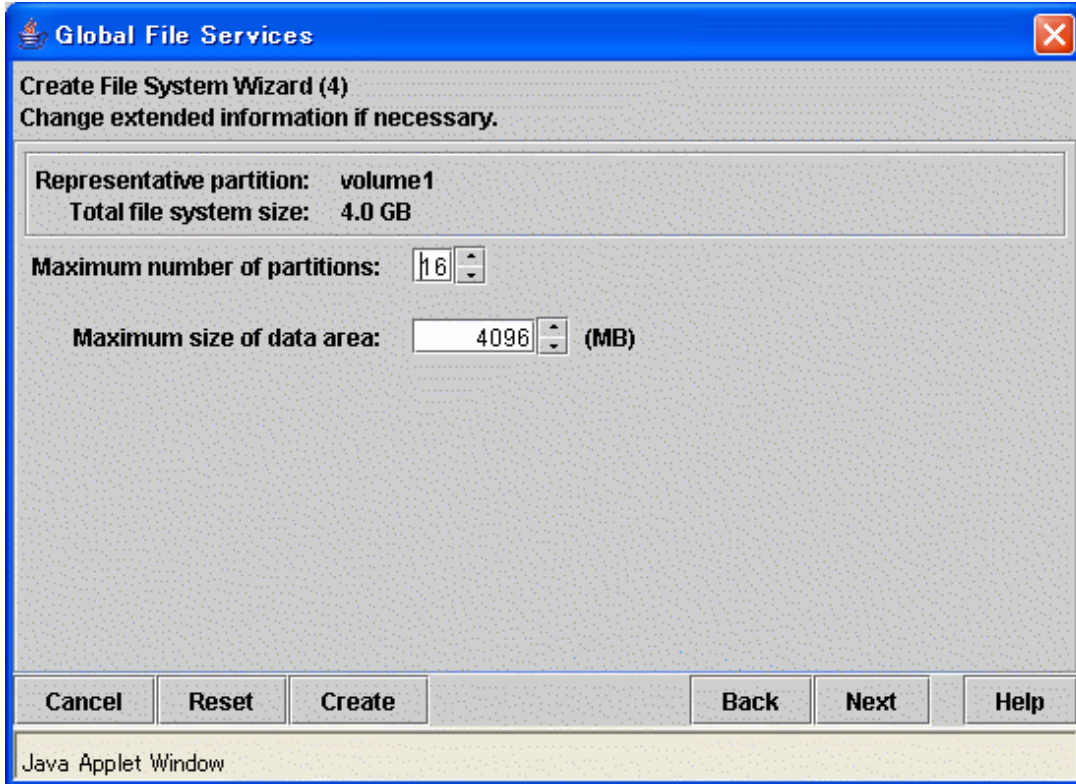 Global File Services
Create File System Wizard (4)
Change extended information if necessary.
Representative partition: volume1
Total file system size: 4.0 GB
Maximum number of partitions: 16
Maximum size of data area: 4096 (MB)
Cancel Reset Create Back Next Help
Java Applet Window